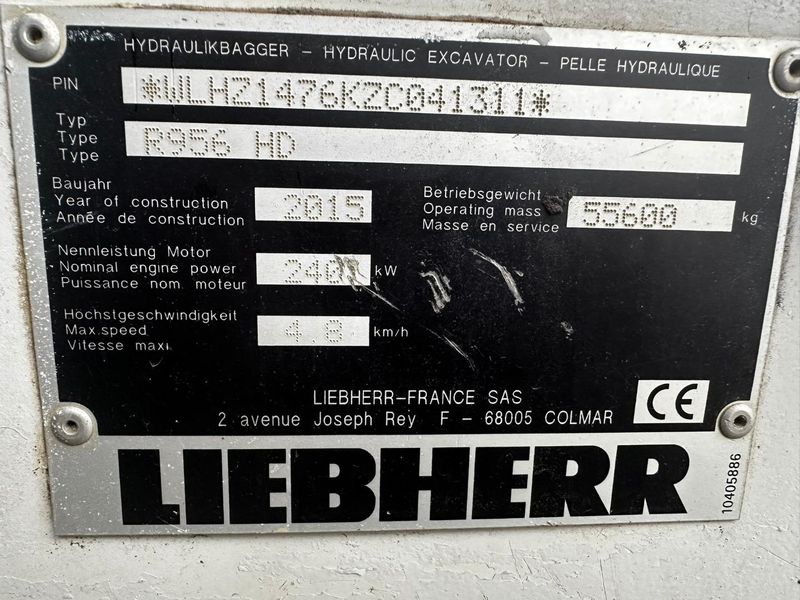 HYDRAULIKBAGGER - HYDRAULIC EXCAVATOR - PELLE HYDRAULIQUE
PIN *WLHZ1476KZC041311*
Typ
Type
Type
R956 HD
Baujahr
Year of construction
Année de construction
2015
Betriebsgewicht
Operating mass
Masse en service
55600 kg
Nennleistung Motor
Nominal engine power
Puissance nom. moteur
240 kW
Höchstgeschwindigkeit
Max.speed
Vitesse maxi
4.8 km/h
LIEBHERR-FRANCE SAS
2 avenue Joseph Rey F - 68005 COLMAR
CE
LIEBHERR
10405886